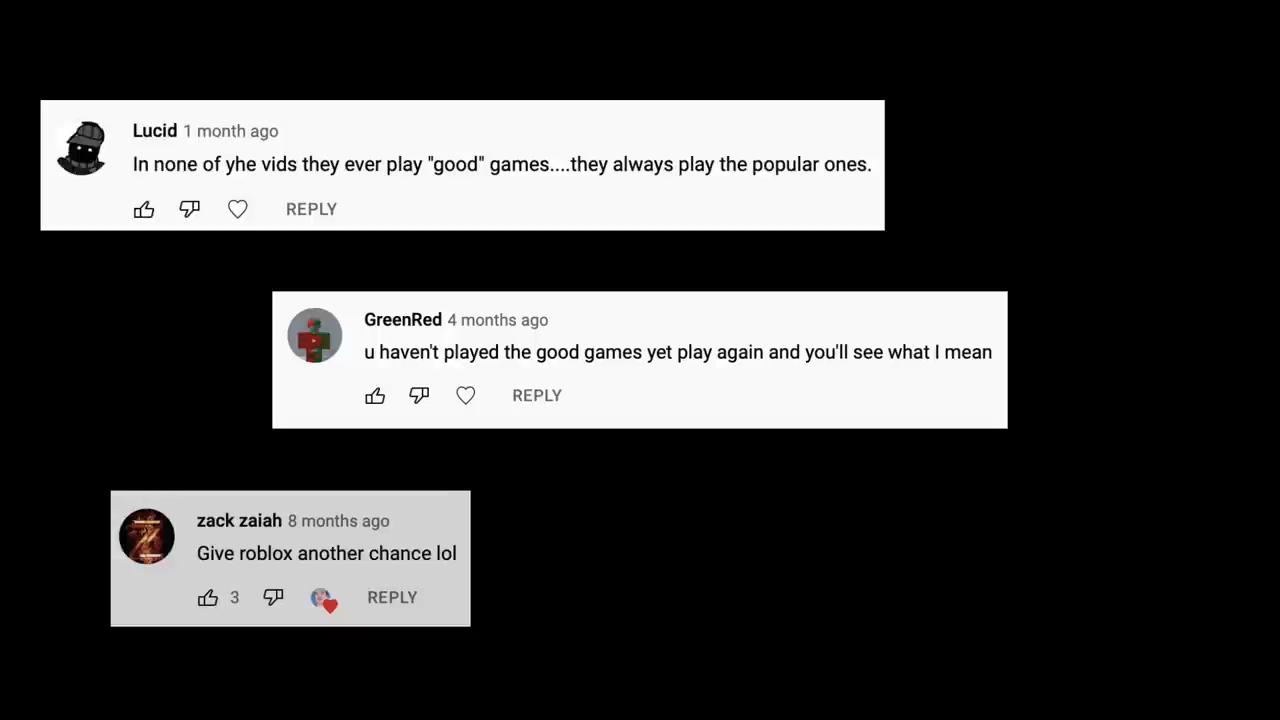 Lucid 1 month ago
In none of yhe vids they ever play "good" games....they always play the popular ones.
REPLY
GreenRed 4 months ago
u haven't played the good games yet play again and you'll see what I mean
REPLY
zack zaiah 8 months ago
Give roblox another chance lol
3 REPLY